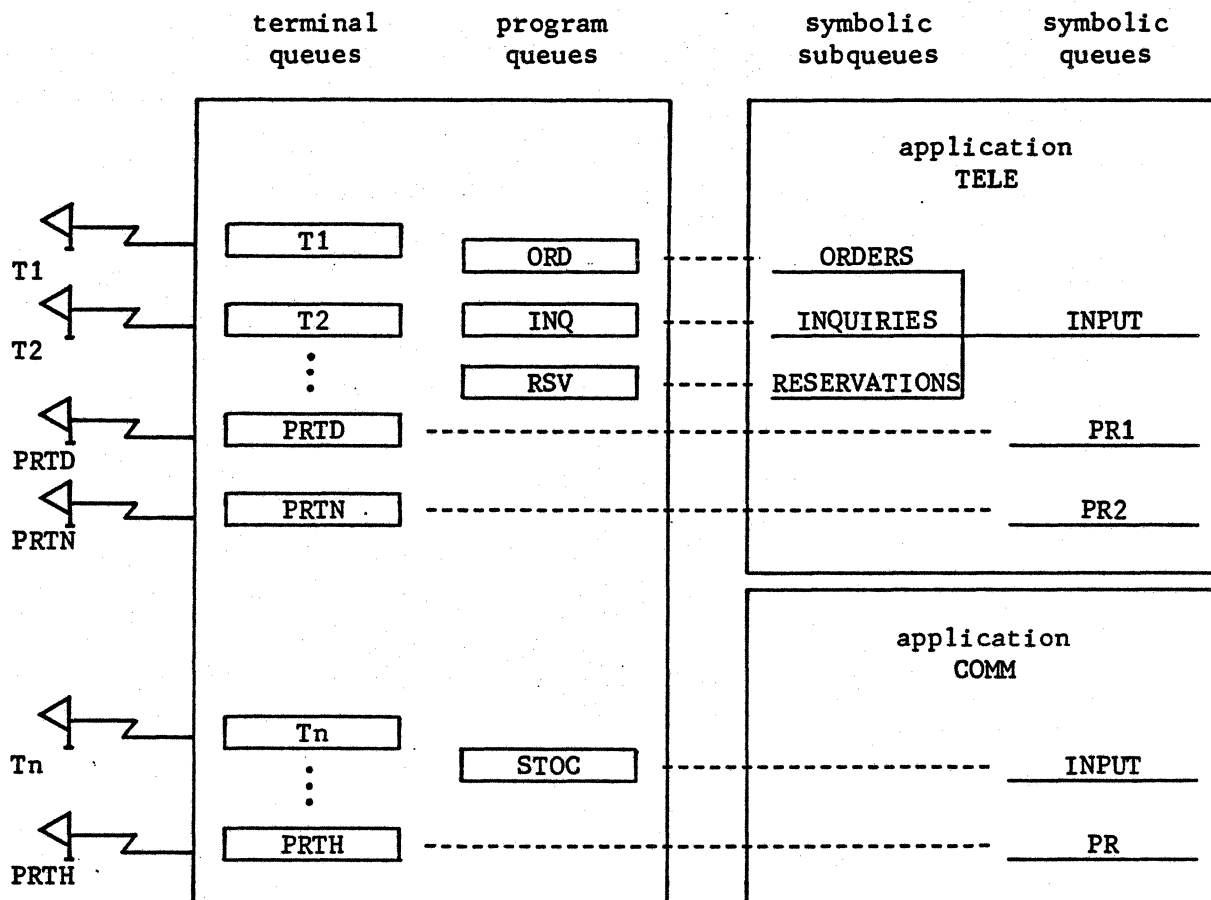 terminal queues
program queues
symbolic subqueues
symbolic queues
application
TELE
T1
T1
ORD
ORDERS
T2
T2
INQ
INQUIRIES
INPUT
RSV
RESERVATIONS
PRTD
PRTD
PR1
PRTN
PRTN
PR2
application
COMM
Tn
Tn
STOC
INPUT
PRTH
PRTH
PR